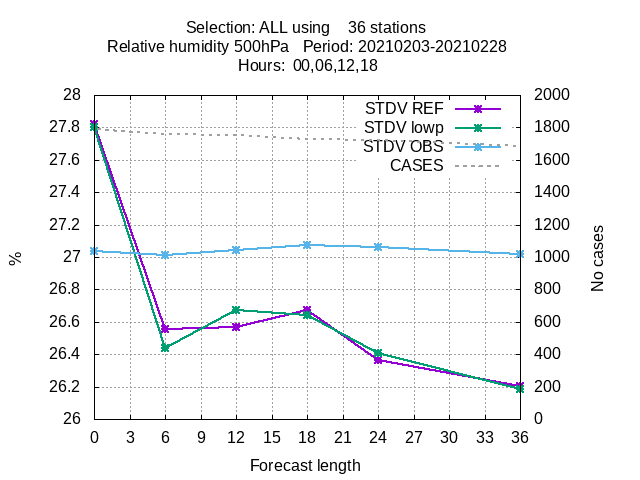 Selection: ALL using    36 stations
Relative humidity 500hPa   Period: 20210203-20210228
Hours:  00,06,12,18
28 2000
27.8 1800
27.6 1600
27.4 1400
27.2 1200
27 1000
26.8 800
26.6 600
26.4 400
26.2 200
26 0
STDV REF
STDV lowp
STDV OBS
CASES
%
No cases
0 3 6 9 12 15 18 21 24 27 30 33 36
Forecast length